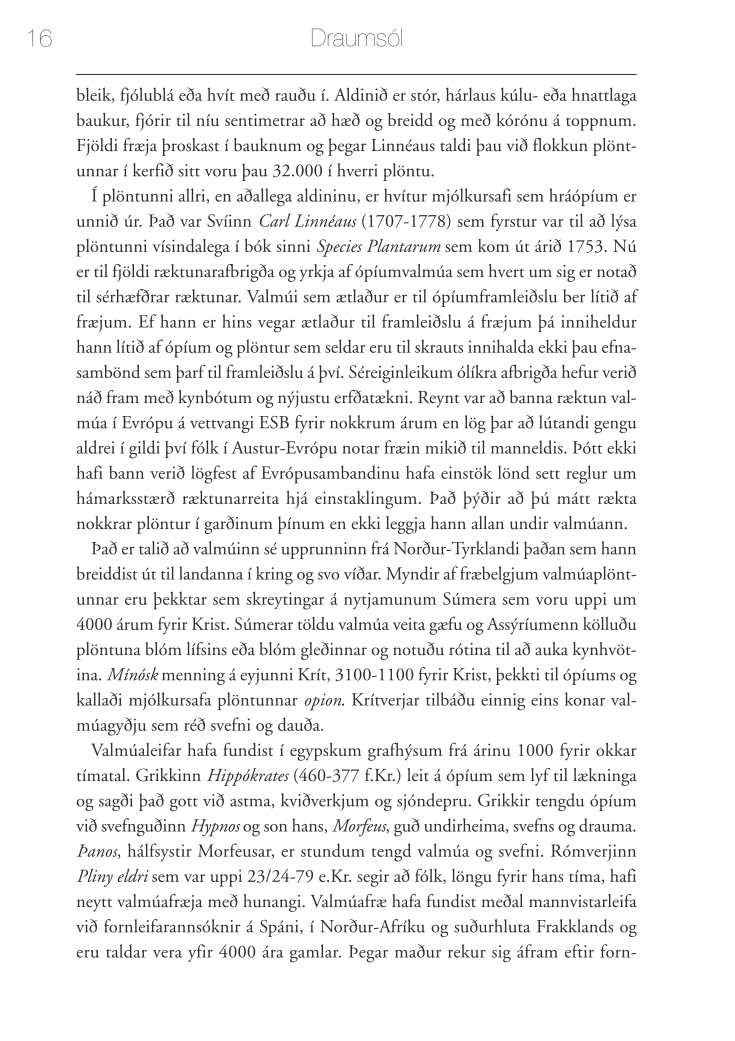 16
Draumsól
bleik, fjólublá eða hvít með rauðu í. Aldinið er stór, hárlaus kúlu- eða hnattlaga
baukur, fjórir til níu sentimetrar að hæð og breidd og með kórónu á toppnum.
Fjöldi fræja þroskast í bauknum og þegar Linnéaus taldi þau við flokkun plönt-
unnar í kerfið sitt voru þau 32.000 í hverri plöntu.
Í plöntunni allri, en aðallega aldininu, er hvítur mjólkursafi sem hráópíum er
unnið úr. Það var Svíinn Carl Linnéaus (1707-1778) sem fyrstur var til að lýsa
plöntunni vísindalega í bók sinni Species Plantarum sem kom út árið 1753. Nú
er til fjöldi ræktunarafbrigða og yrkja af ópíumvalmúa sem hvert um sig er notað
til sérhæfðrar ræktunar. Valmúi sem ætlaður er til ópíumframleiðslu ber lítið af
fræjum. Ef hann er hins vegar ætlaður til framleiðslu á fræjum þá inniheldur
hann lítið af ópíum og plöntur sem seldar eru til skrauts innihalda ekki þau efna-
sambönd sem þarf til framleiðslu á því. Séreiginleikum ólíkra afbrigða hefur verið
náð fram með kynbótum og nýjustu erfðatækni. Reynt var að banna ræktun val-
múa í Evrópu á vettvangi ESB fyrir nokkrum árum en lög þar að lútandi gengu
aldrei í gildi því fólk í Austur-Evrópu notar fræin mikið til manneldis. Þótt ekki
hafi bann verið lögfest af Evrópusambandinu hafa einstök lönd sett reglur um
hámarksstærð ræktunarreita hjá einstaklingum. Það þýðir að þú mátt rækta
nokkrar plöntur í garðinum þínum en ekki leggja hann allan undir valmúann.
Það er talið að valmúinn sé upprunninn frá Norður-Tyrklandi þaðan sem hann
breiddist út til landanna í kring og svo víðar. Myndir af fræbelgjum valmúaplönt-
unnar eru þekktar sem skreytingar á nytjamunum Súmera sem voru uppi um
4000 árum fyrir Krist. Súmerar töldu valmúa veita gæfu og Assýríumenn kölluðu
plöntuna blóm lífsins eða blóm gleðinnar og notuðu rótina til að auka kynhvöt-
ina. Mínósk menning á eyjunni Krít, 3100-1100 fyrir Krist, þekkti til ópíums og
kallaði mjólkursafa plöntunnar opion. Krítverjar tilbáðu einnig eins konar val-
múagyðju sem réð svefni og dauða.
Valmúaleifar hafa fundist í egypskum grafhýsum frá árinu 1000 fyrir okkar
tímatal. Grikkinn Hippókrates (460-377 f.Kr.) leit á ópíum sem lyf til lækninga
og sagði það gott við astma, kviðverkjum og sjóndepru. Grikkir tengdu ópíum
við svefnguðinn Hypnos og son hans, Morfeus, guð undirheima, svefns og drauma.
Þanos, hálfsystir Morfeusar, er stundum tengd valmúa og svefni. Rómverjinn
Pliny eldri sem var uppi 23/24-79 e.Kr. segir að fólk, löngu fyrir hans tíma, hafi
neytt valmúafræja með hunangi. Valmúafræ hafa fundist meðal mannvistarleifa
við fornleifarannsóknir á Spáni, í Norður-Afríku og suðurhluta Frakklands og
eru taldar vera yfir 4000 ára gamlar. Þegar maður rekur sig áfram eftir forn-